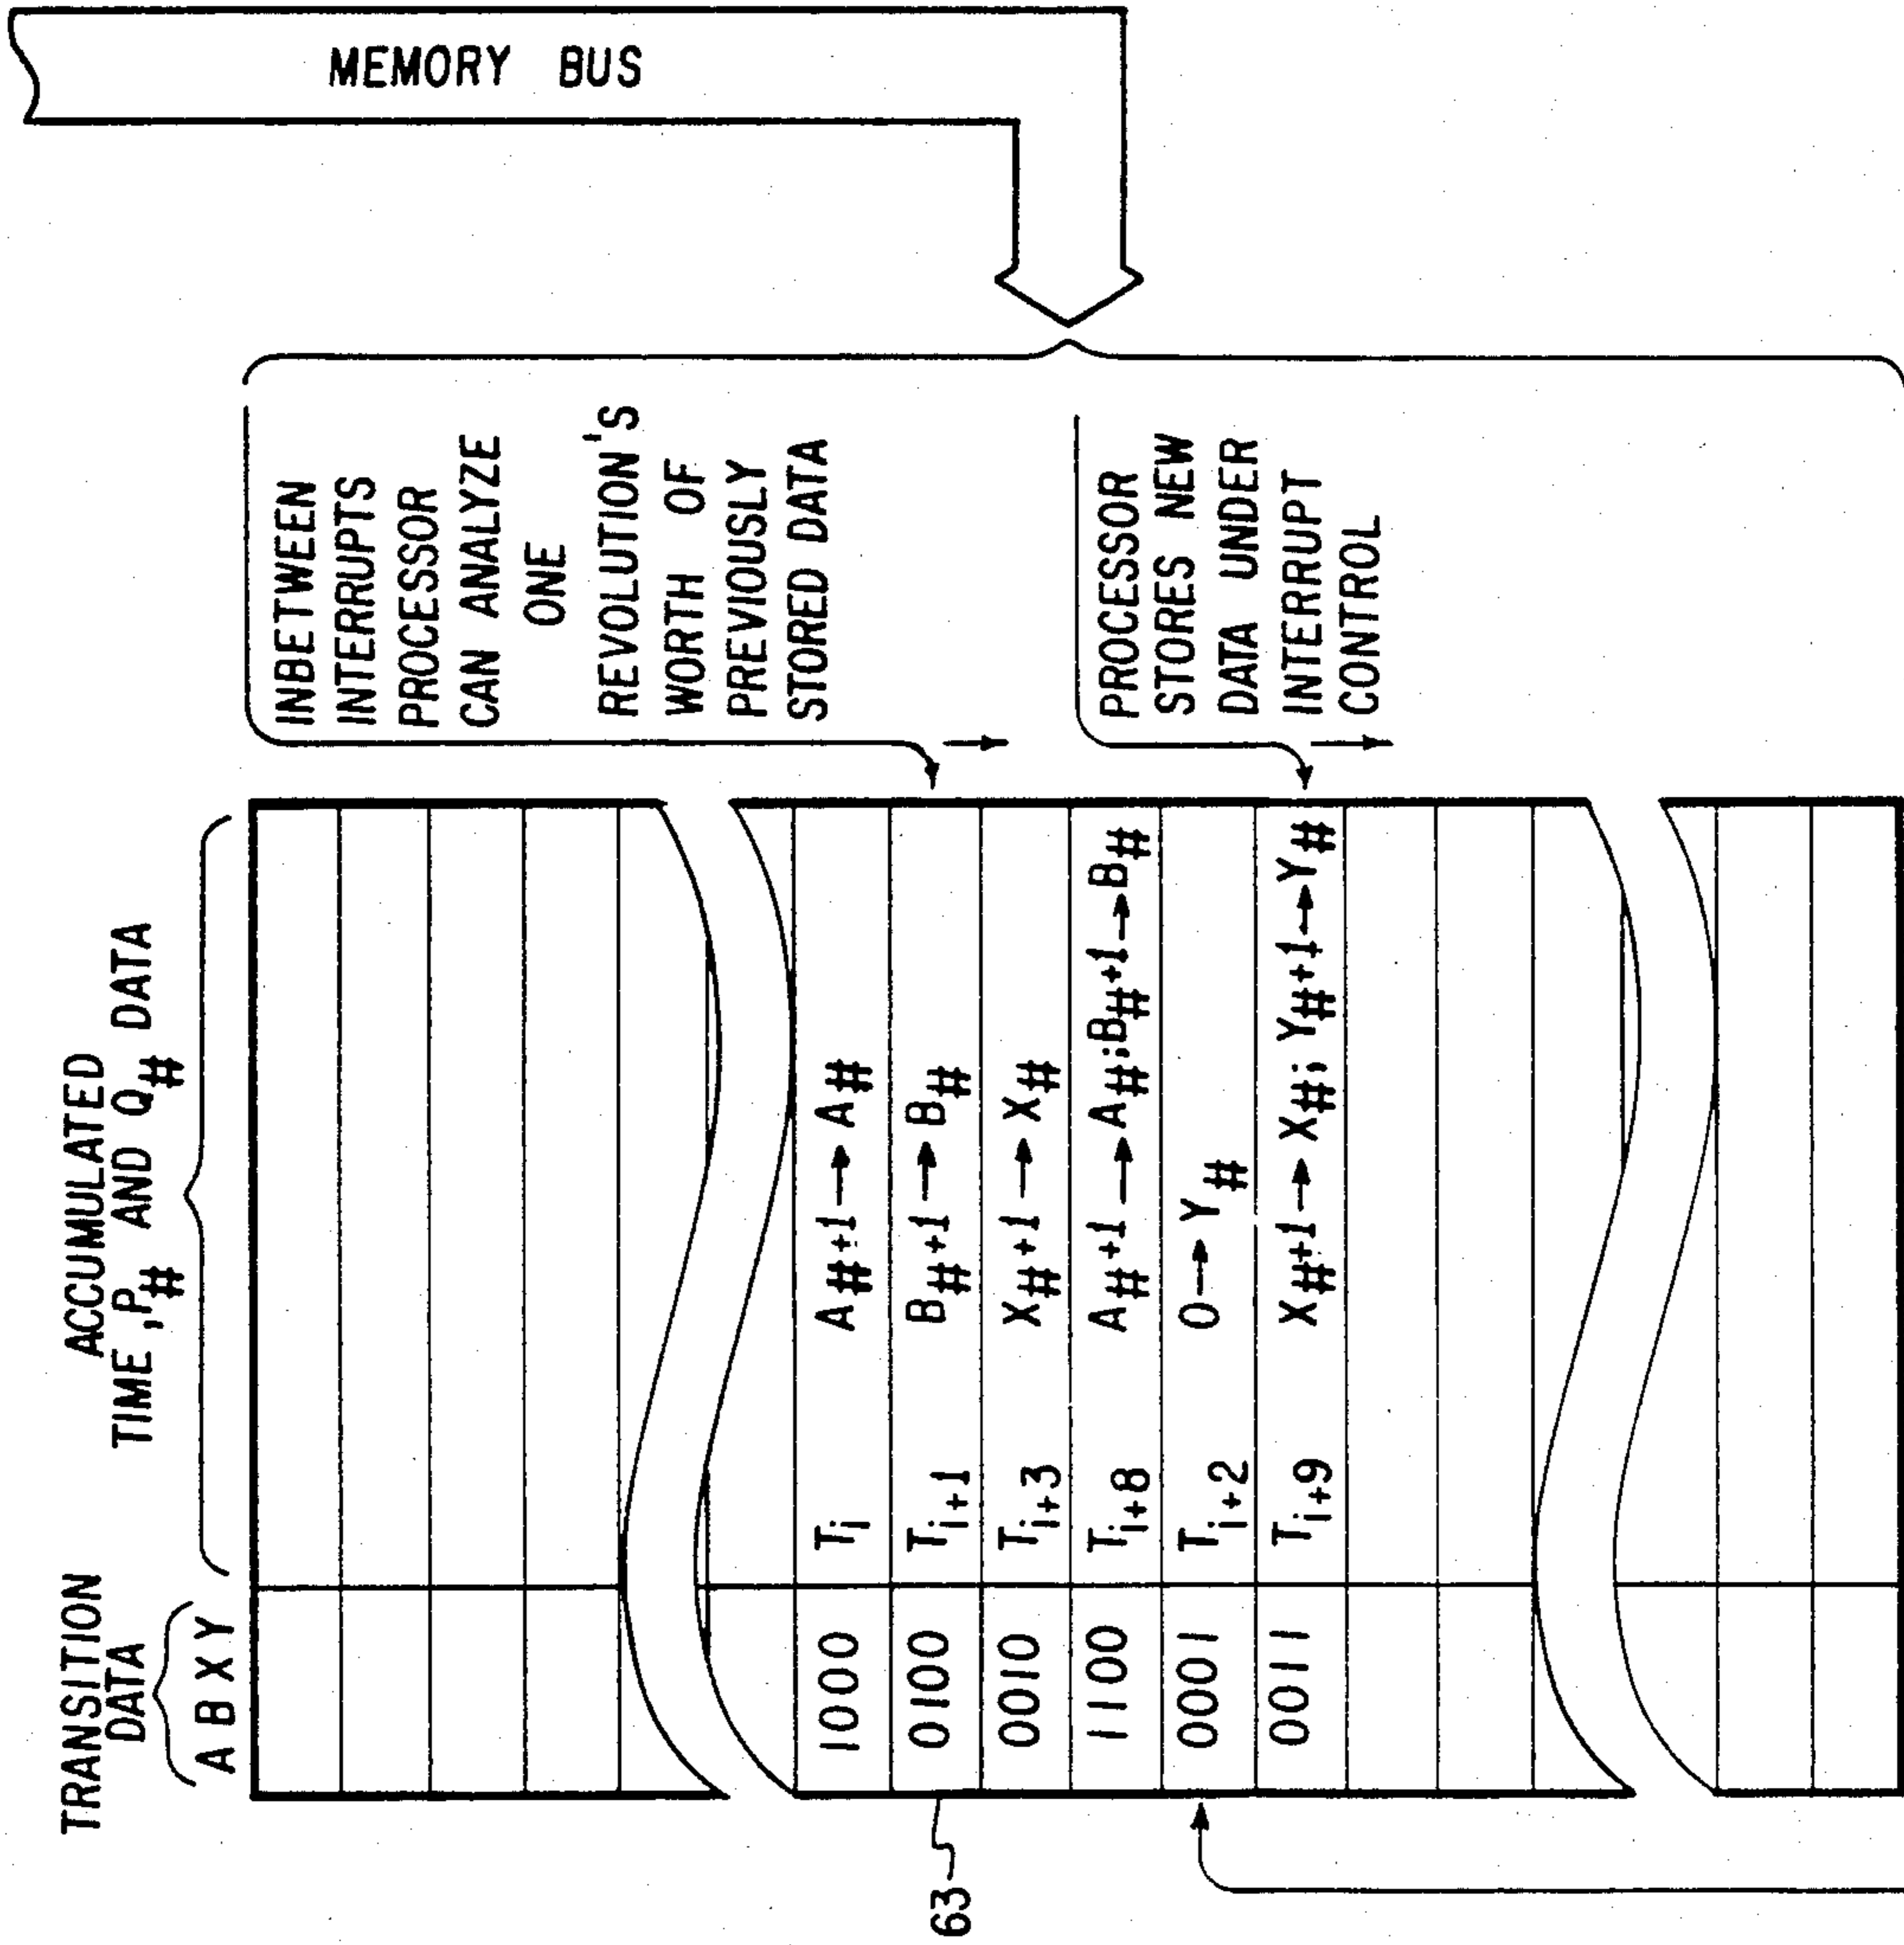 MEMORY BUS
TRANSITION
DATA
A B X Y
ACCUMULATED
TIME, P# AND Q# DATA
INBETWEEN
INTERRUPTS
PROCESSOR
CAN ANALYZE
ONE
REVOLUTION'S
WORTH OF
PREVIOUSLY
STORED DATA
PROCESSOR
STORES NEW
DATA UNDER
INTERRUPT
CONTROL
1000 Ti A#+1→A#
0100 Ti+1 B#+1→B#
0010 Ti+3 X#+1→X#
1100 Ti+8 A#+1→A#;B#+1→B#
0001 Ti+2 0→Y#
0011 Ti+9 X#+1→X#; Y#+1→Y#
63